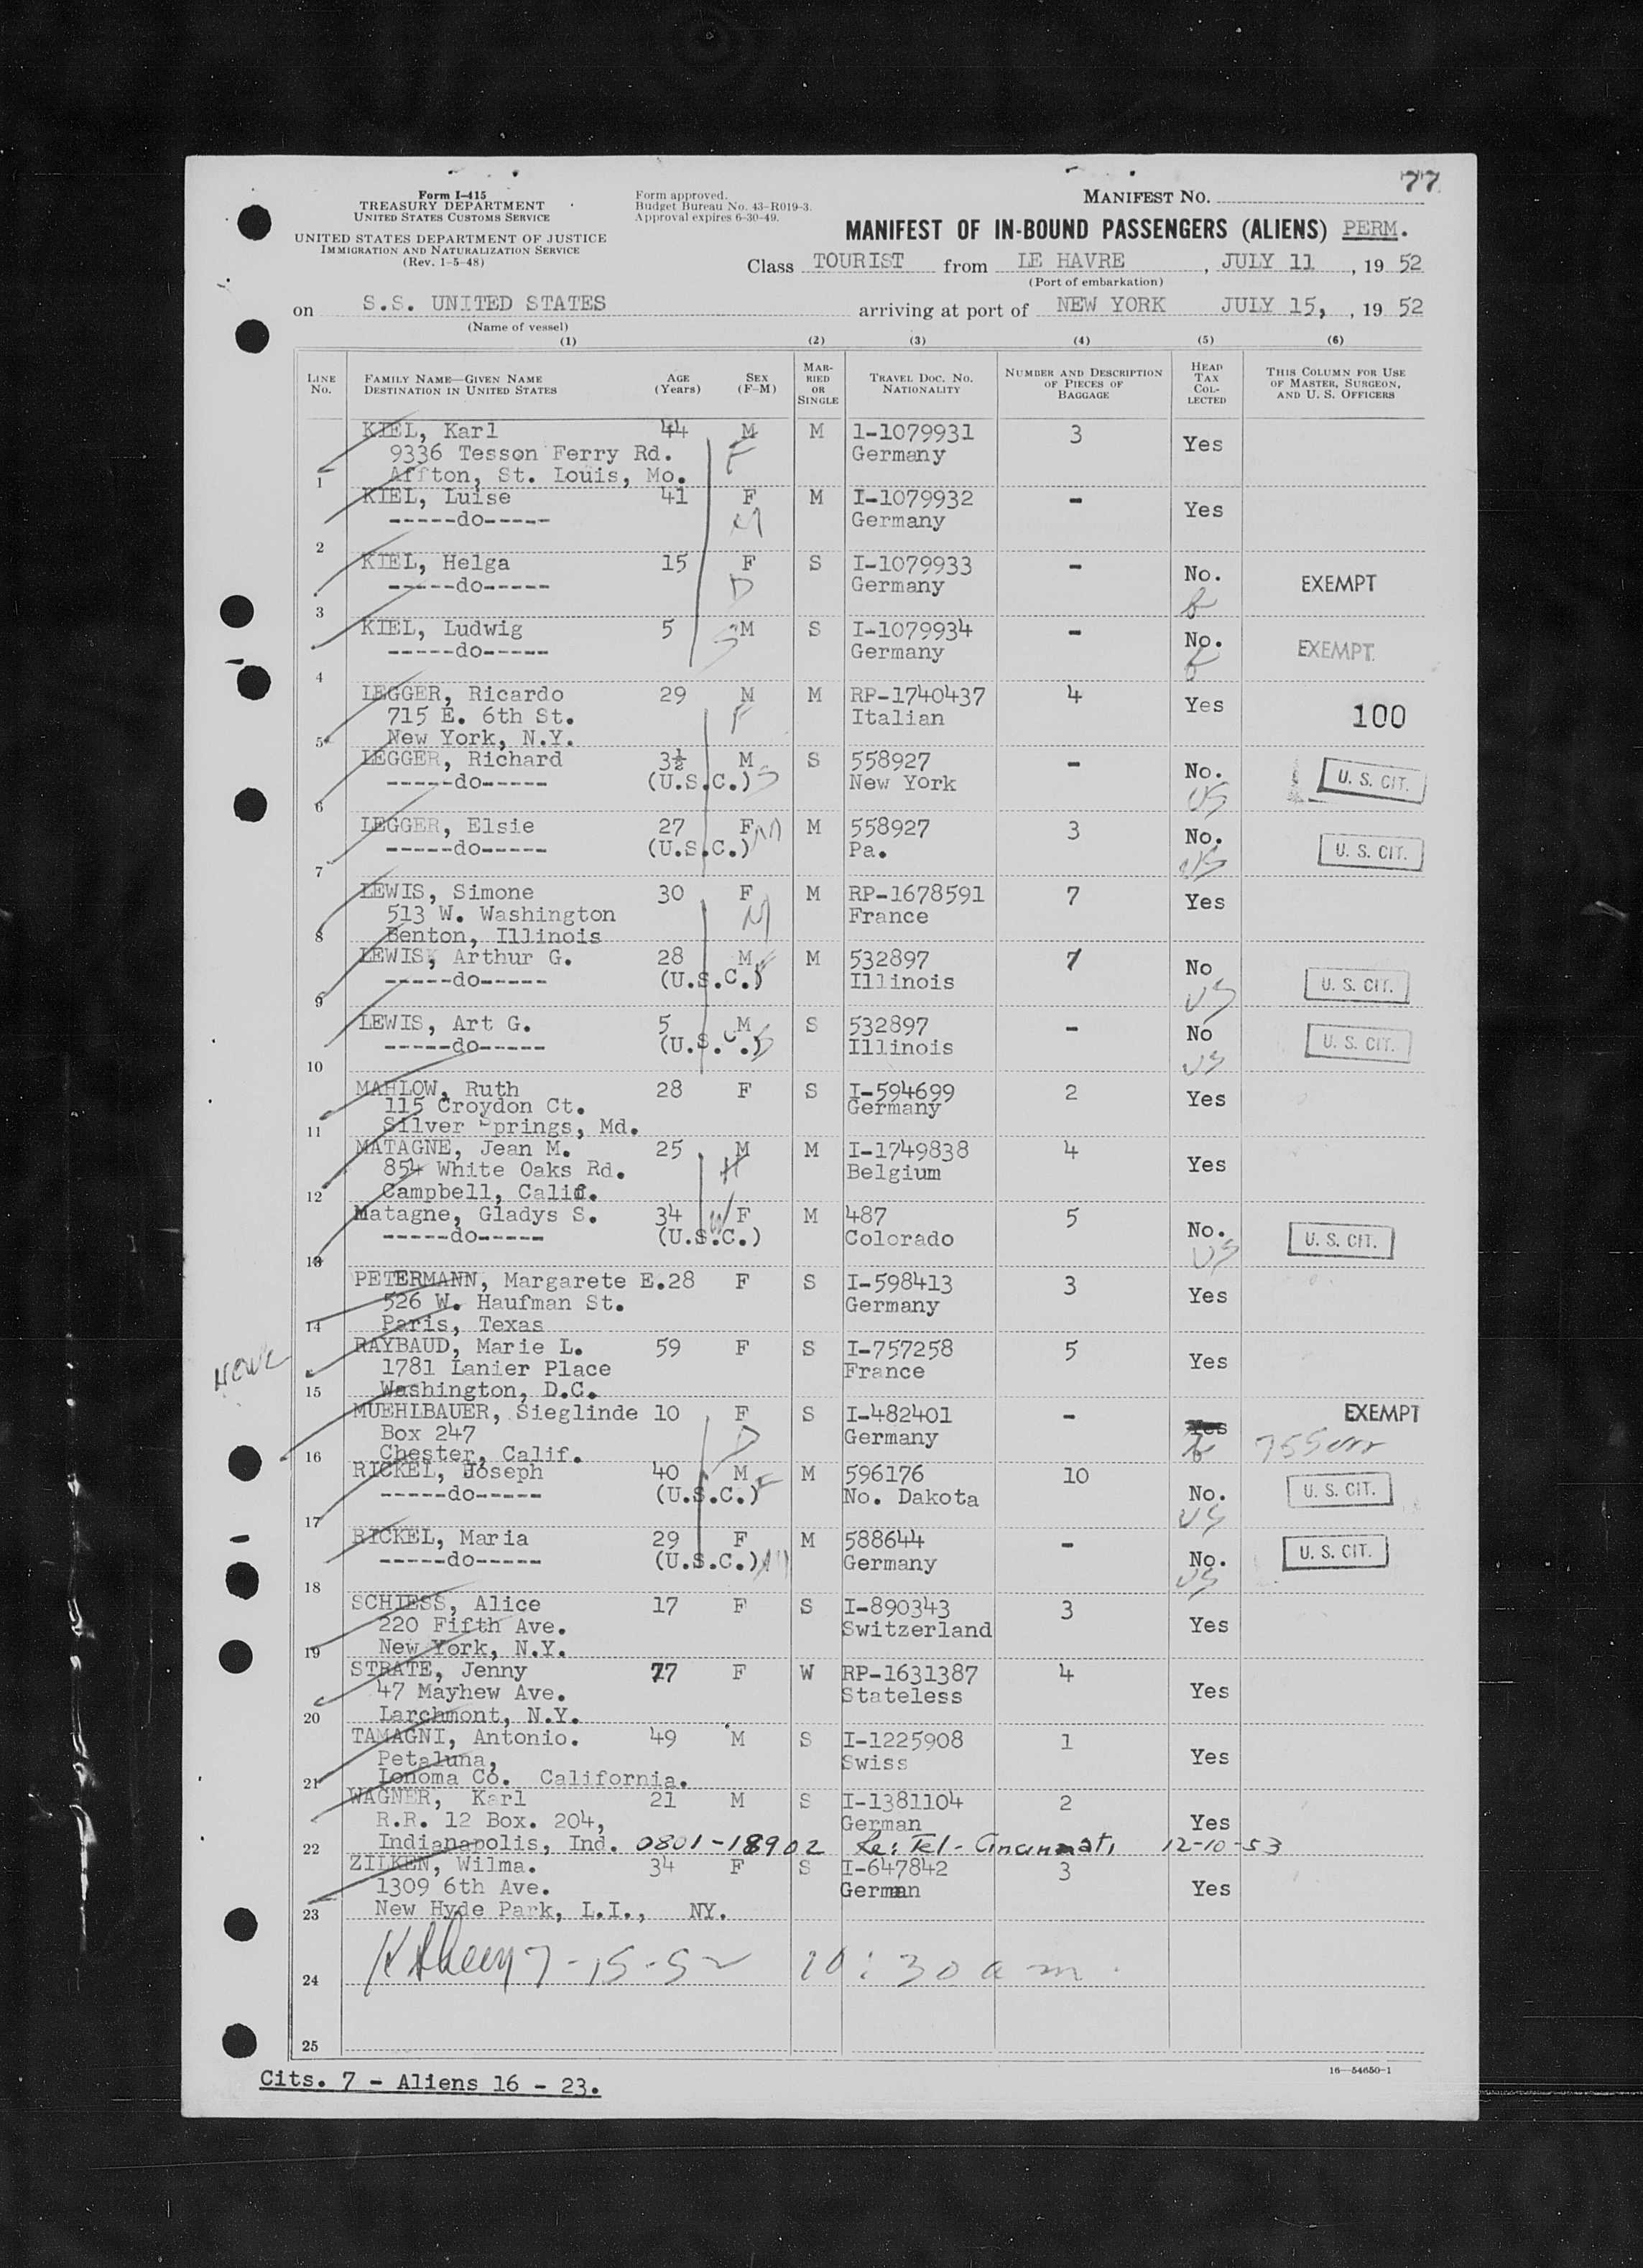 77
Form I-415
TREASURY DEPARTMENT
UNITED STATES CUSTOMS SERVICE
UNITED STATES DEPARTMENT OF JUSTICE
IMMIGRATION AND NATURALIZATION SERVICE
(Rev. 1-5-48)
Form approved.
Budget Bureau No. 43-R019-3.
Approval expires 6-30-49.
MANIFEST NO.
MANIFEST OF IN-BOUND PASSENGERS (ALIENS) PERM.
Class TOURIST from LE HAVRE, JULY 11, 19 52
(Port of embarkation)
on S.S. UNITED STATES arriving at port of NEW YORK JULY 15, , 19 52
(Name of vessel)
(1) (2) (3) (4) (5) (6)
LINE NO. FAMILY NAME—GIVEN NAME DESTINATION IN UNITED STATES AGE (Years) SEX (F-M) MARRIED OR SINGLE TRAVEL DOC. NO. NATIONALITY NUMBER AND DESCRIPTION OF PIECES OF BAGGAGE HEAD TAX COLLECTED THIS COLUMN FOR USE OF MASTER, SURGEON, AND U. S. OFFICERS
KIEL, Karl 44 M M 1-1079931 3 Yes
9336 Tesson Ferry Rd. F Germany
1 Affton, St. Louis, Mo.
KIEL, Luise 41 F M I-1079932 - Yes
-----do----- M Germany
2
KIEL, Helga 15 F S I-1079933 - No.
-----do----- D Germany EXEMPT
3
KIEL, Ludwig 5 S M S I-1079934 - No.
-----do----- Germany EXEMPT
4
LEGGER, Ricardo 29 M M RP-1740437 4 Yes
715 E. 6th St. F Italian 100
5 New York, N.Y.
LEGGER, Richard 3½ M S 558927 - No.
-----do----- (U.S.C.) S New York US U. S. CIT.
6
LEGGER, Elsie 27 F M M 558927 3 No.
-----do----- (U.S.C.) Pa. US U. S. CIT.
7
LEWIS, Simone 30 F M RP-1678591 7 Yes
513 W. Washington M France
8 Benton, Illinois
LEWIS, Arthur G. 28 M F M 532897 7 No
-----do----- (U.S.C.) Illinois US U. S. CIT.
9
LEWIS, Art G. 5 M S 532897 - No
-----do----- (U.S.C.) S Illinois US U. S. CIT.
10
MAHLOW, Ruth 28 F S I-594699 2 Yes
115 Croydon Ct. Germany
11 Silver Springs, Md.
MATAGNE, Jean M. 25 M M I-1749838 4 Yes
854 White Oaks Rd. H Belgium
12 Campbell, Calif.
Matagne, Gladys S. 34 W F M 487 5 No.
-----do----- (U.S.C.) Colorado US U. S. CIT.
13
PETERMANN, Margarete E.28 F S I-598413 3 Yes
526 W. Haufman St. Germany
14 Paris, Texas
RAYBAUD, Marie L. 59 F S I-757258 5 Yes
1781 Lanier Place France
15 Washington, D.C.
MUEHLBAUER, Sieglinde 10 F S I-482401 - Yes EXEMPT
Box 247 D Germany
16 Chester, Calif.
RICKEL, Joseph 40 M F M 596176 10 No.
-----do----- (U.S.C.) No. Dakota US U. S. CIT.
17
RICKEL, Maria 29 F M 588644 - No.
-----do----- (U.S.C.) M Germany US U. S. CIT.
18
SCHIESS, Alice 17 F S I-890343 3 Yes
220 Fifth Ave. Switzerland
19 New York, N.Y.
STRATE, Jenny 77 F W RP-1631387 4 Yes
47 Mayhew Ave. Stateless
20 Larchmont, N.Y.
TAMAGNI, Antonio. 49 M S I-1225908 1 Yes
Petaluna, Swiss
21 Lonoma Co. California.
WAGNER, Karl 21 M S I-1381104 2 Yes
R.R. 12 Box. 204, German
22 Indianapolis, Ind. 0801-18902 Re: Tel - Cincinnati 12-10-53
ZILKEN, Wilma. 34 F S I-647842 3 Yes
1309 6th Ave. German
23 New Hyde Park, L.I., NY.
24 7-15-52 10:30 a m.
25
16—54650-1
Cits. 7 - Aliens 16 - 23.